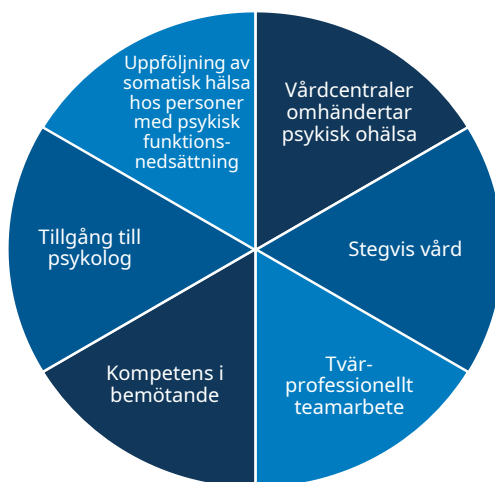 Uppföljning av
somatisk hälsa
hos personer
med psykisk
funktions-
nedsättning
Vårdcentraler
omhändertar
psykisk ohälsa
Stegvis vård
Tvär-
professionellt
teamarbete
Kompetens i
bemötande
Tillgång till
psykolog